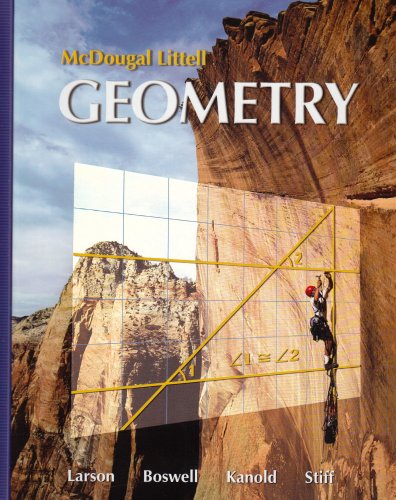 McDougal Littell
GEOMETRY
2
∠1 ≅ ∠2
1
Larson Boswell Kanold Stiff